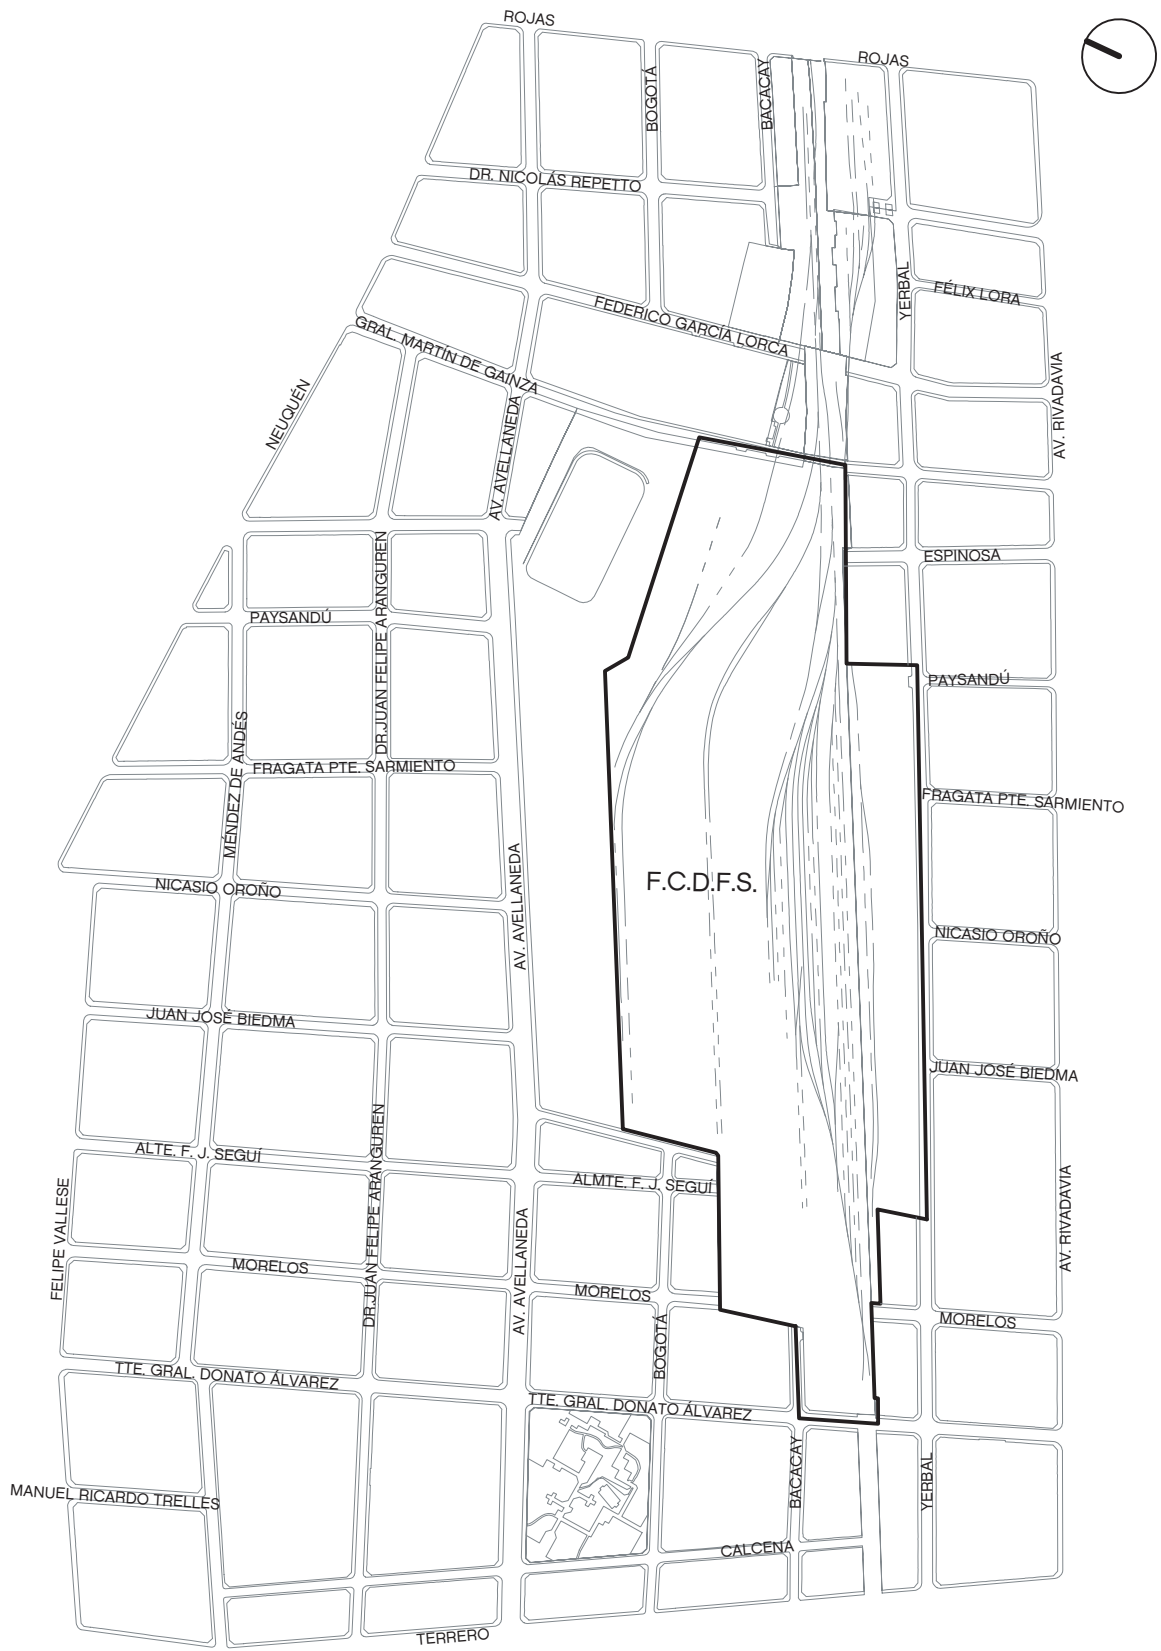 ROJAS
ROJAS
BOGOTÁ
BACACAY
DR. NICOLÁS REPETTO
YERBAL
FÉLIX LORA
FEDERICO GARCÍA LORCA
GRAL. MARTÍN DE GAINZA
NEUQUÉN
AV. AVELLANEDA
AV. RIVADAVIA
ESPINOSA
DR.JUAN FELIPE ARANGUREN
PAYSANDÚ
PAYSANDÚ
MÉNDEZ DE ANDÉS
FRAGATA PTE. SARMIENTO
FRAGATA PTE. SARMIENTO
AV. AVELLANEDA
F.C.D.F.S.
NICASIO OROÑO
NICASIO OROÑO
JUAN JOSÉ BIEDMA
JUAN JOSÉ BIEDMA
DR.JUAN FELIPE ARANGUREN
ALTE. F. J. SEGUÍ
ALMTE. F. J. SEGUÍ
FELIPE VALLESE
AV. AVELLANEDA
AV. RIVADAVIA
MORELOS
MORELOS
MORELOS
BOGOTÁ
TTE. GRAL. DONATO ÁLVAREZ
TTE. GRAL. DONATO ÁLVAREZ
BACACAY
YERBAL
MANUEL RICARDO TRELLES
CALCENA
TERRERO